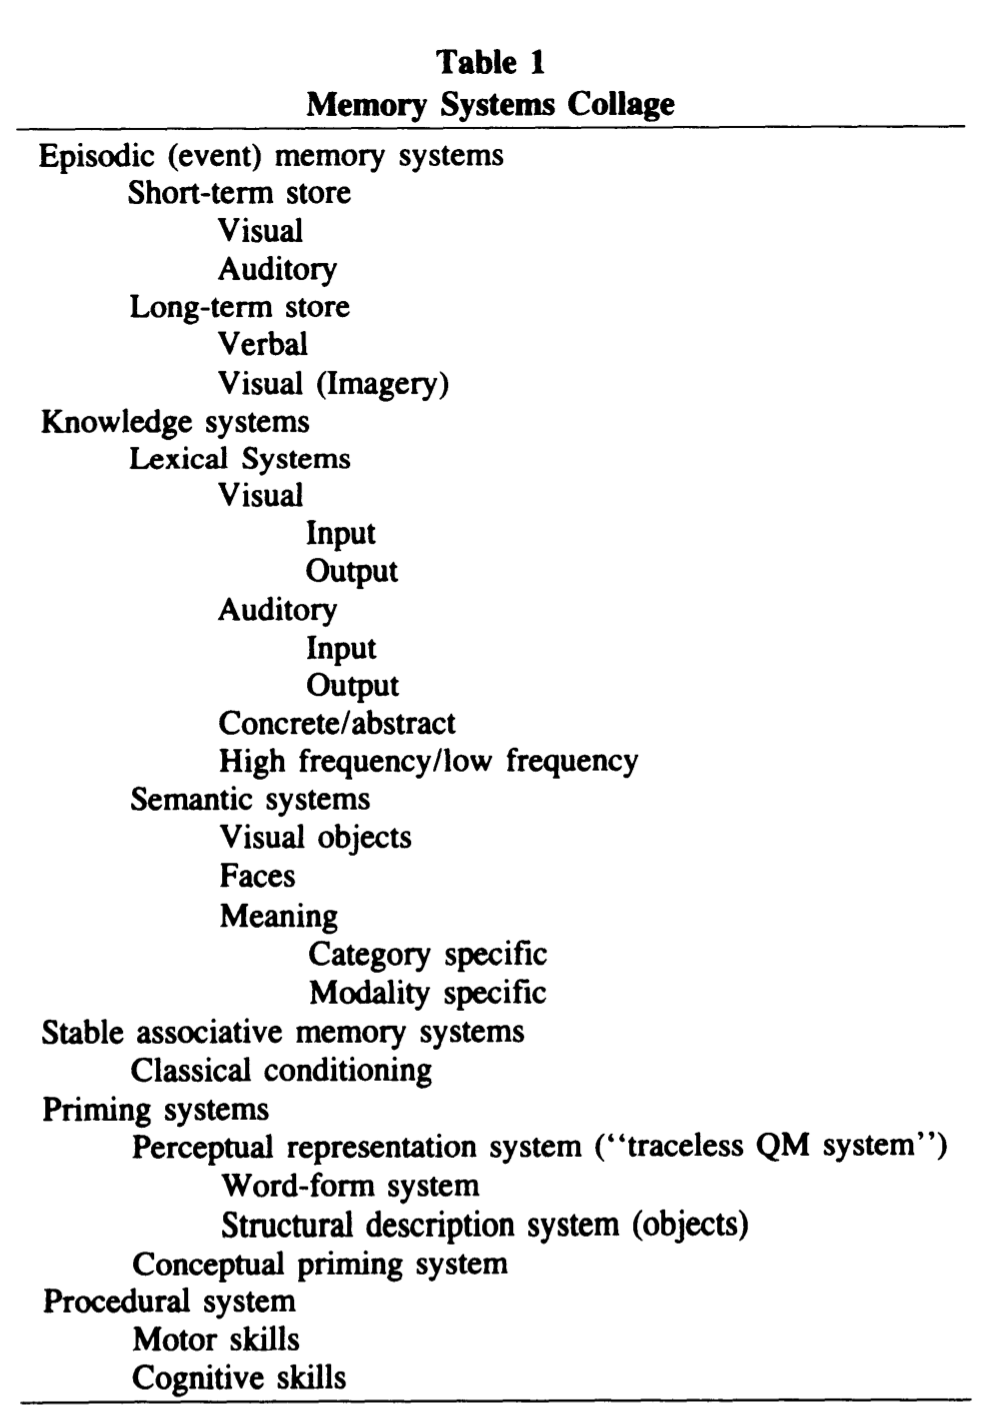 Table 1
Memory Systems Collage
Episodic (event) memory systems
Short-term store
Visual
Auditory
Long-term store
Verbal
Visual (Imagery)
Knowledge systems
Lexical Systems
Visual
Input
Output
Auditory
Input
Output
Concrete/abstract
High frequency/low frequency
Semantic systems
Visual objects
Faces
Meaning
Category specific
Modality specific
Stable associative memory systems
Classical conditioning
Priming systems
Perceptual representation system (“traceless QM system”)
Word-form system
Structural description system (objects)
Conceptual priming system
Procedural system
Motor skills
Cognitive skills